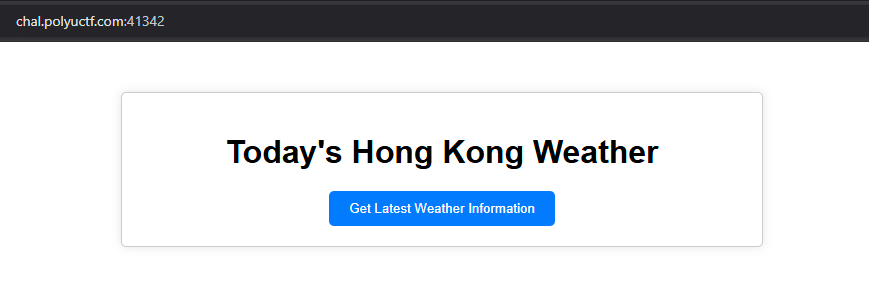 chal.polyuctf.com:41342
Today's Hong Kong Weather
Get Latest Weather Information